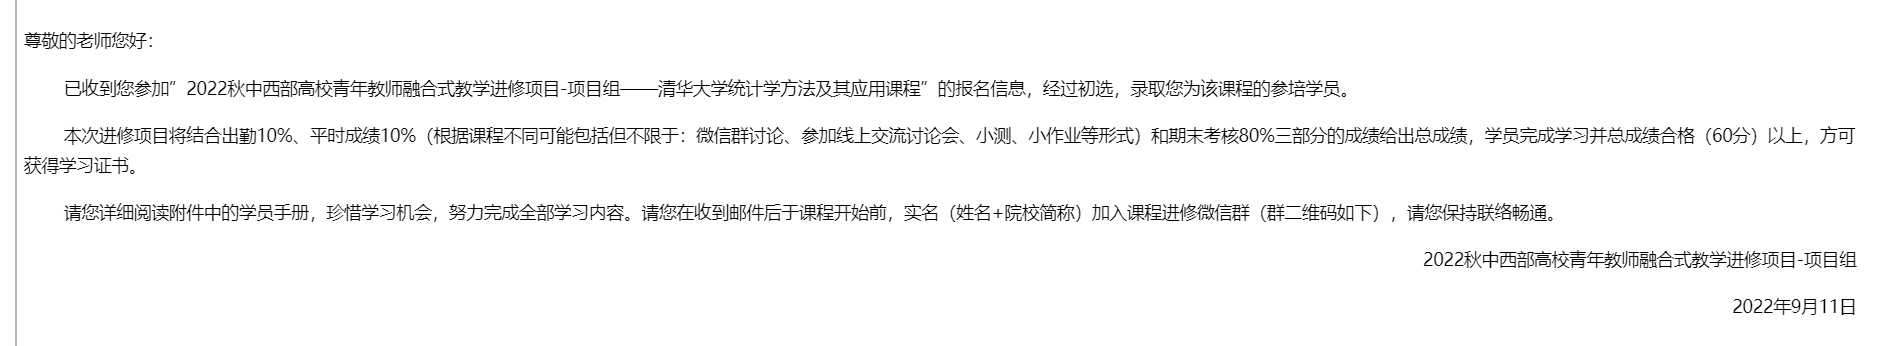 尊敬的老师您好：
已收到您参加”2022秋中西部高校青年教师融合式教学进修项目-项目组——清华大学统计学方法及其应用课程”的报名信息，经过初选，录取您为该课程的参培学员。
本次进修项目将结合出勤10%、平时成绩10%（根据课程不同可能包括但不限于：微信群讨论、参加线上交流讨论会、小测、小作业等形式）和期末考核80%三部分的成绩给出总成绩，学员完成学习并总成绩合格（60分）以上，方可
获得学习证书。
请您详细阅读附件中的学员手册，珍惜学习机会，努力完成全部学习内容。请您在收到邮件后于课程开始前，实名（姓名+院校简称）加入课程进修微信群（群二维码如下），请您保持联络畅通。
2022秋中西部高校青年教师融合式教学进修项目-项目组
2022年9月11日